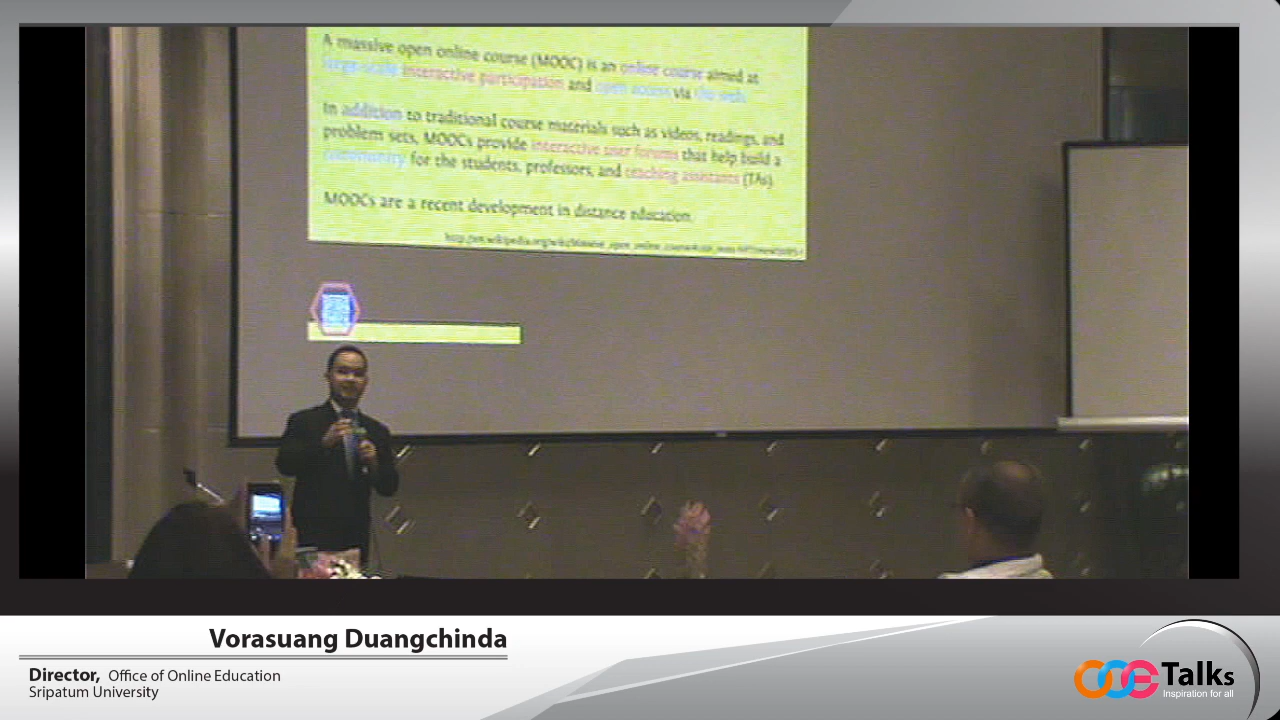 A massive open online course (MOOC) is an online course aimed at
large-scale interactive participation and open access via the web.
In addition to traditional course materials such as videos, readings, and
problem sets, MOOCs provide interactive user forums that help build a
community for the students, professors, and teaching assistants (TAs).
MOOCs are a recent development in distance education.
Vorasuang Duangchinda
Director, Office of Online Education
Sripatum University
Talks
Inspiration for all